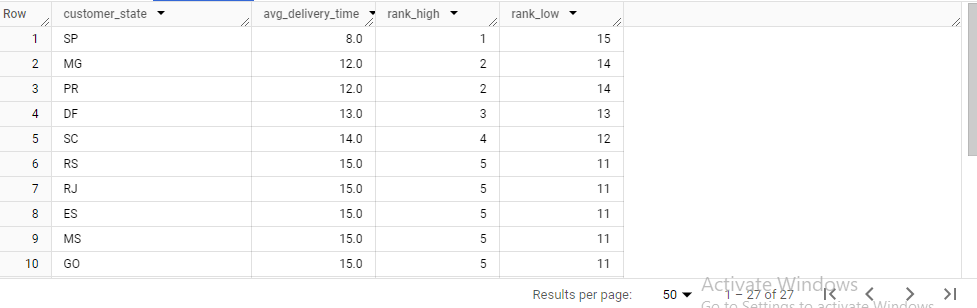 Row customer_state avg_delivery_time rank_high rank_low
1 SP 8.0 1 15
2 MG 12.0 2 14
3 PR 12.0 2 14
4 DF 13.0 3 13
5 SC 14.0 4 12
6 RS 15.0 5 11
7 RJ 15.0 5 11
8 ES 15.0 5 11
9 MS 15.0 5 11
10 GO 15.0 5 11
Activate Windows
Results per page: 50 1 – 27 of 27
Go to Settings to activate Windows